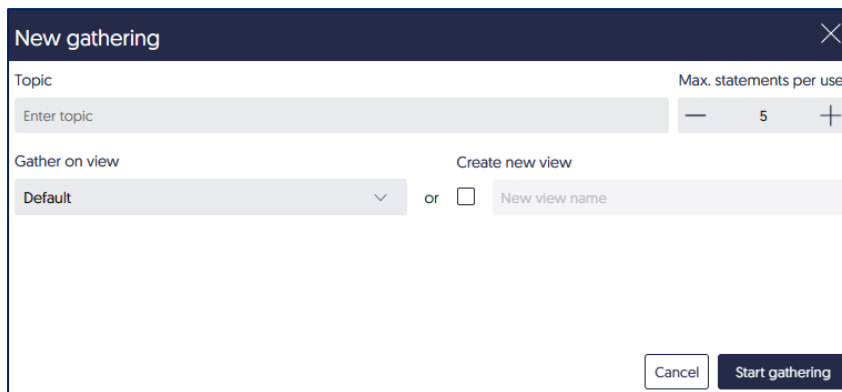 New gathering
Topic
Max. statements per use
Enter topic
5
Gather on view
Create new view
Default
or
New view name
Cancel
Start gathering